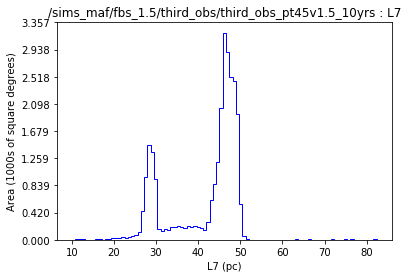 /sims_maf/fbs_1.5/third_obs/third_obs_pt45v1.5_10yrs : L7
3.357
2.938
2.518
2.098
1.679
1.259
0.839
0.420
0.000
Area (1000s of square degrees)
10 20 30 40 50 60 70 80
L7 (pc)